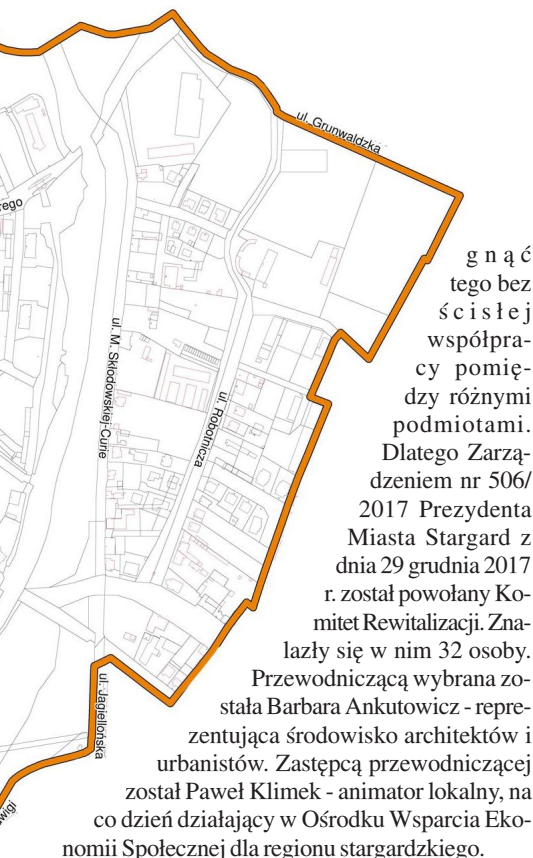 ul. Grunwaldzka
rego
ul. M. Skłodowskiej-Curie
ul. Robotnicza
ul. Jagiellońska
wigi
gnąć
tego bez
ścisłej
współpra-
cy pomię-
dzy różnymi
podmiotami.
Dlatego Zarzą-
dzeniem nr 506/
2017 Prezydenta
Miasta Stargard z
dnia 29 grudnia 2017
r. został powołany Ko-
mitet Rewitalizacji. Zna-
lazły się w nim 32 osoby.
Przewodniczącą wybrana zo-
stała Barbara Ankutowicz - repre-
zentująca środowisko architektów i
urbanistów. Zastępcą przewodniczącej
został Paweł Klimek - animator lokalny, na
co dzień działający w Ośrodku Wsparcia Eko-
nomii Społecznej dla regionu stargardzkiego.